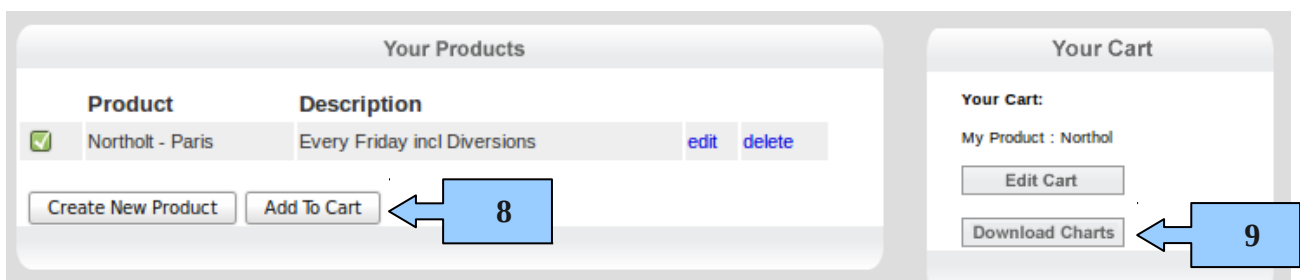 Your Products
Product Description
Northolt - Paris Every Friday incl Diversions edit delete
Create New Product Add To Cart 8
Your Cart
Your Cart:
My Product : Northol
Edit Cart
Download Charts 9